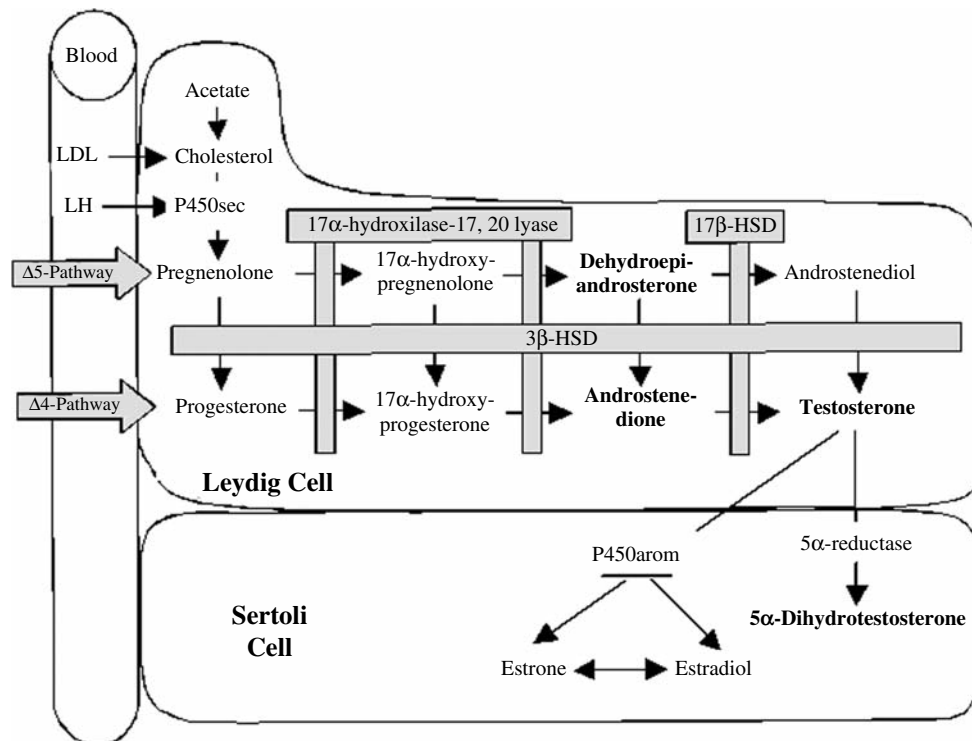 Blood
Acetate
LDL
Cholesterol
LH
P450sec
17α-hydroxilase-17, 20 lyase
17β-HSD
Δ5-Pathway
Pregnenolone
17α-hydroxy-
pregnenolone
Dehydroepi-
androsterone
Androstenediol
3β-HSD
Δ4-Pathway
Progesterone
17α-hydroxy-
progesterone
Androstene-
dione
Testosterone
Leydig Cell
P450arom
5α-reductase
Sertoli
Cell
5α-Dihydrotestosterone
Estrone
Estradiol